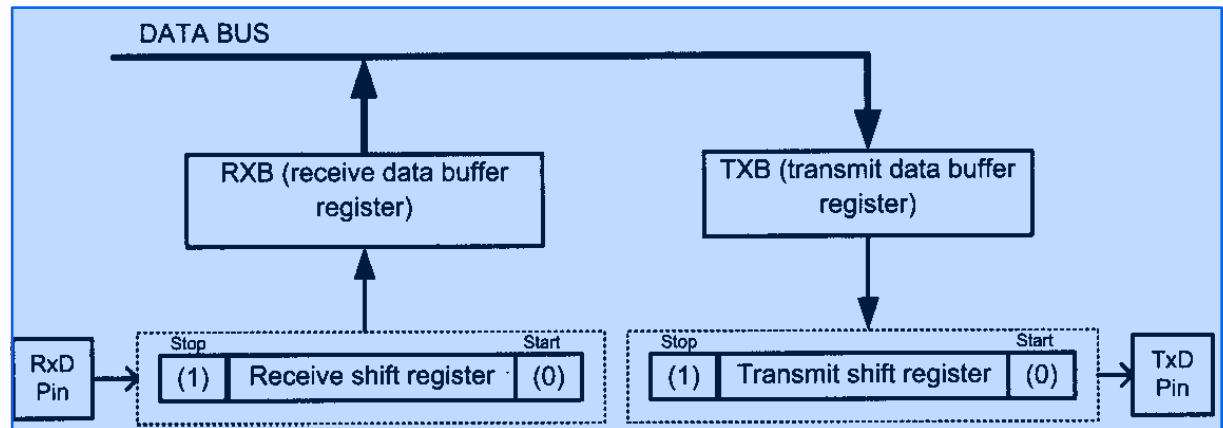 DATA BUS
RXB (receive data buffer
register)
TXB (transmit data buffer
register)
RxD
Pin
Stop
Start
(1)
Receive shift register
(0)
Stop
Start
(1)
Transmit shift register
(0)
TxD
Pin